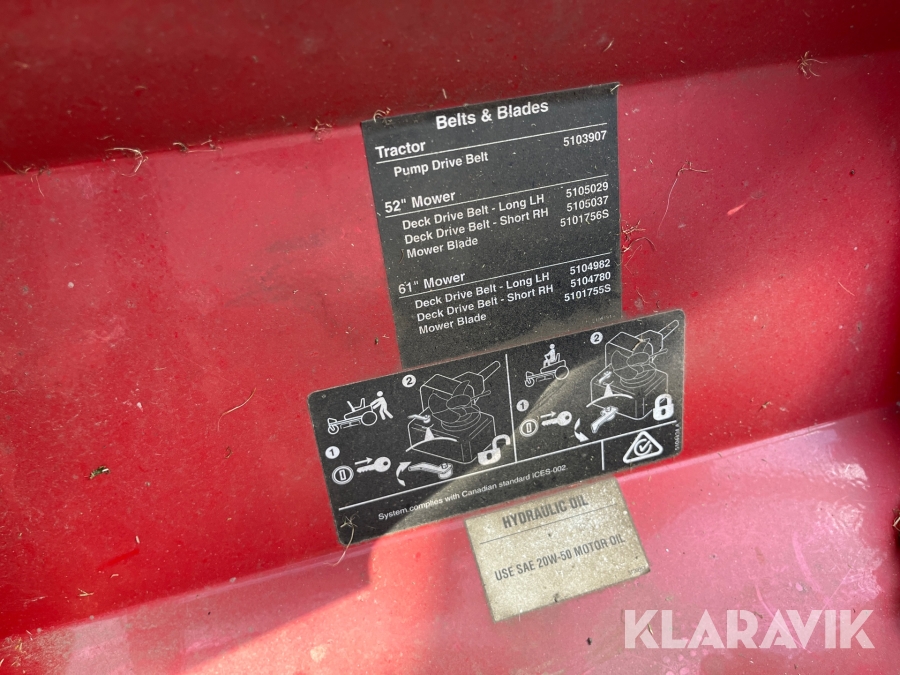 Belts & Blades
Tractor
Pump Drive Belt 5103907
52" Mower
Deck Drive Belt - Long LH 5105029
Deck Drive Belt - Short RH 5105037
Mower Blade 5101756S
61" Mower
Deck Drive Belt - Long LH 5104982
Deck Drive Belt - Short RH 5104780
Mower Blade 5101755S
2
2
1
1
System complies with Canadian standard ICES-002.
HYDRAULIC OIL
USE SAE 20W-50 MOTOR OIL
KLARAVIK